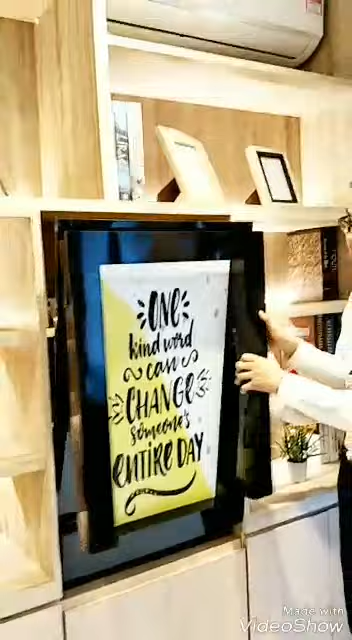 ONE
kind word
can
CHANGE
someone's
ENTIRE DAY
Made with
VideoShow